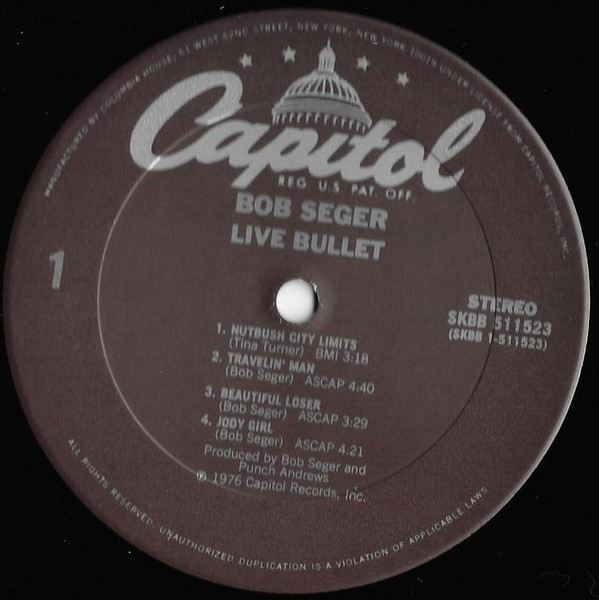 MANUFACTURED BY COLUMBIA HOUSE, 51 WEST 52ND STREET, NEW YORK, NEW YORK 10019 UNDER LICENSE FROM CAPITOL RECORDS, INC.
Capitol
REG. U.S. PAT. OFF.
BOB SEGER
LIVE BULLET
1
STEREO
SKBB 511523
(SKBB 1-511523)
1. NUTBUSH CITY LIMITS
(Tina Turner) BMI 3:18
2. TRAVELIN' MAN
(Bob Seger) ASCAP 4:40
3. BEAUTIFUL LOSER
(Bob Seger) ASCAP 3:29
4. JODY GIRL
(Bob Seger) ASCAP 4:21
Produced by Bob Seger and
Punch Andrews
℗ 1976 Capitol Records, Inc.
ALL RIGHTS RESERVED. UNAUTHORIZED DUPLICATION IS A VIOLATION OF APPLICABLE LAWS